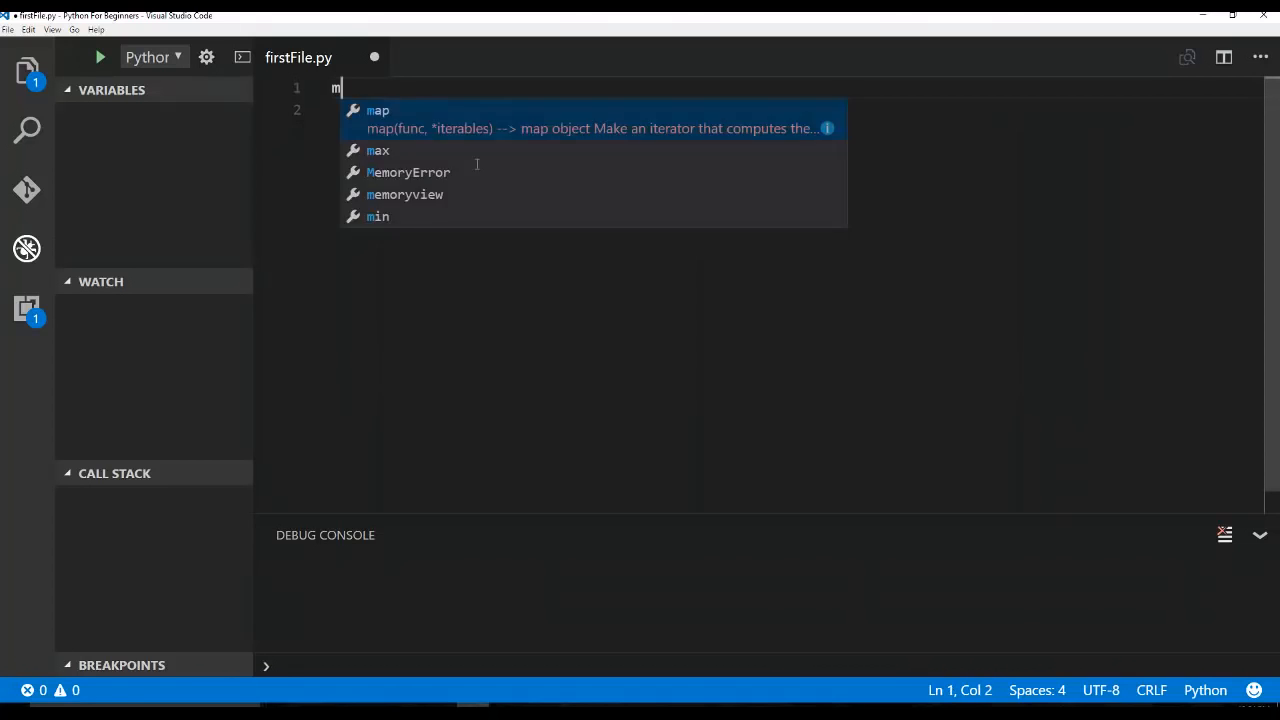 firstFile.py - Python For Beginners - Visual Studio Code
File Edit View Go Help
Python
firstFile.py
1
VARIABLES
1 m
2
map
map(func, *iterables) --> map object Make an iterator that computes the...
max
MemoryError
memoryview
min
WATCH
1
CALL STACK
DEBUG CONSOLE
BREAKPOINTS
0 0 Ln 1, Col 2 Spaces: 4 UTF-8 CRLF Python